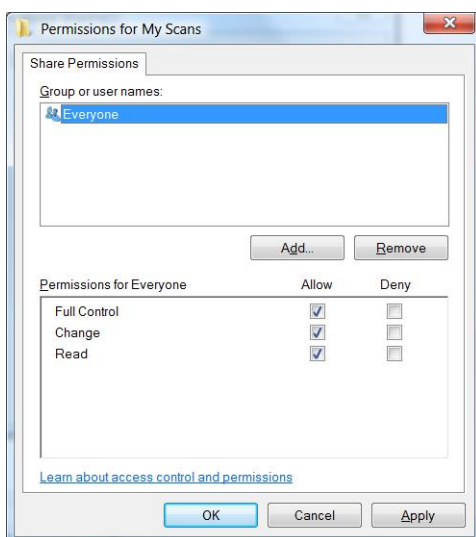 Permissions for My Scans
Share Permissions
Group or user names:
Everyone
Add... Remove
Permissions for Everyone Allow Deny
Full Control
Change
Read
Learn about access control and permissions
OK Cancel Apply